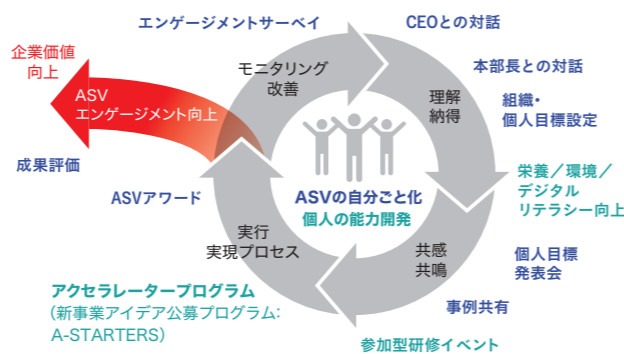 エンゲージメントサーベイ
CEOとの対話
企業価値
向上
モニタリング
改善
本部長との対話
ASV
エンゲージメント向上
理解
納得
組織・
個人目標設定
成果評価
栄養／環境／
デジタル
リテラシー向上
ASVアワード
ASVの自分ごと化
個人の能力開発
実行
実現プロセス
共感
共鳴
個人目標
発表会
アクセラレータープログラム
（新事業アイデア公募プログラム：
A-STARTERS）
事例共有
参加型研修イベント